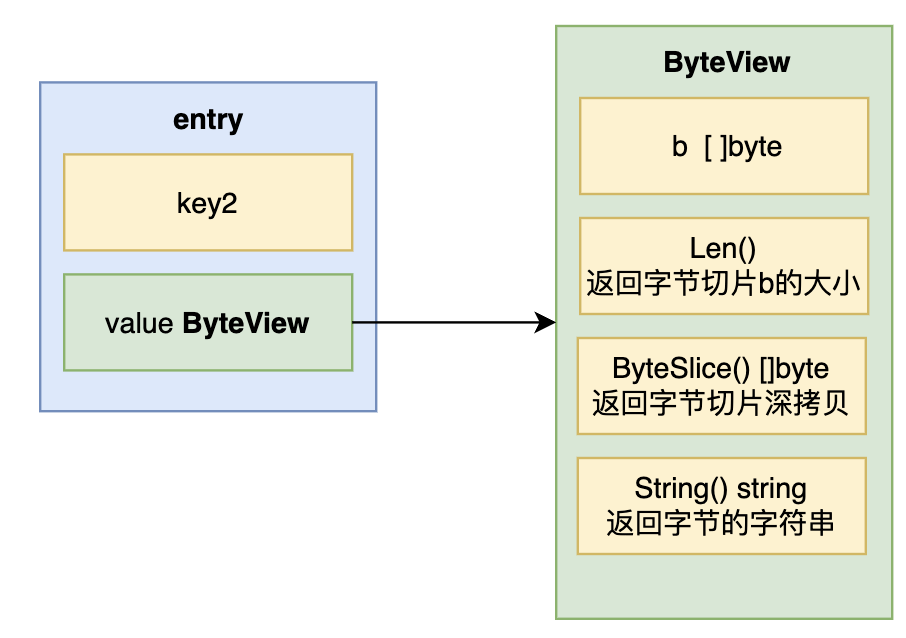 entry
key2
value ByteView
ByteView
b [ ]byte
Len()
返回字节切片b的大小
ByteSlice() []byte
返回字节切片深拷贝
String() string
返回字节的字符串